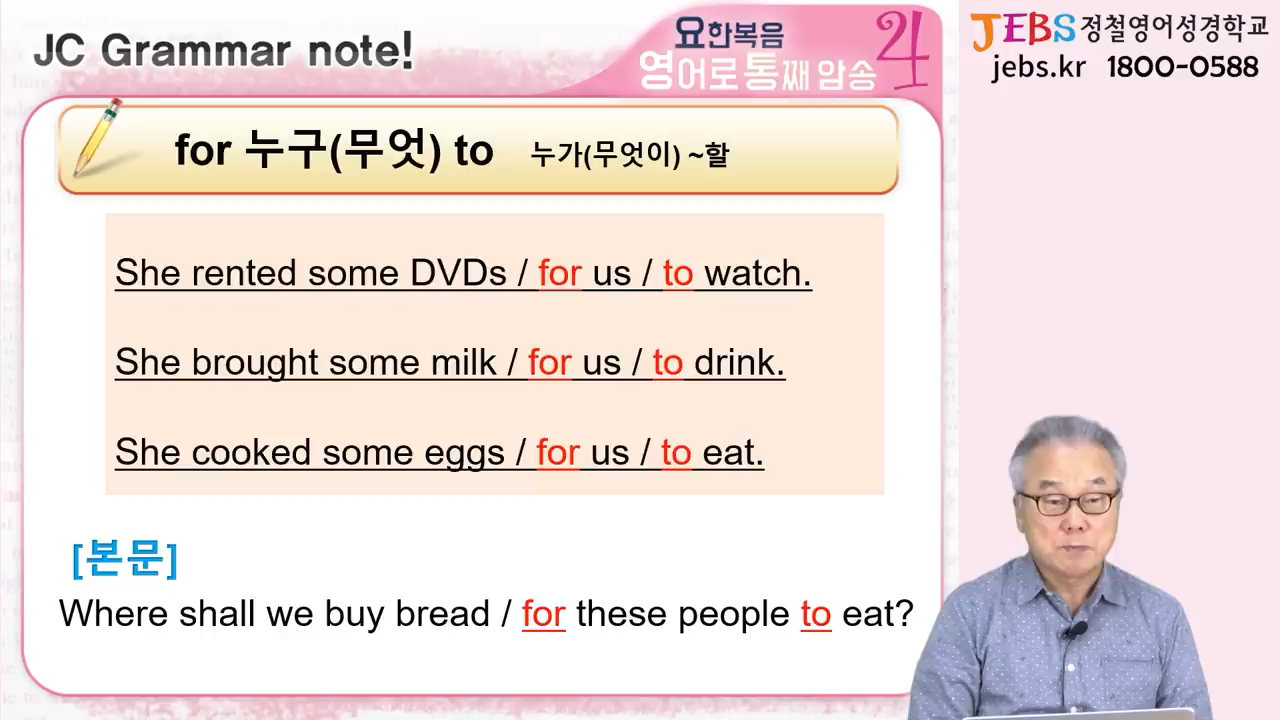 JC Grammar note!
요한복음
영어로 통째 암송
24
JEBS 정철영어성경학교
jebs.kr 1800-0588
for 누구(무엇) to 누가(무엇이) ~할
She rented some DVDs / for us / to watch.
She brought some milk / for us / to drink.
She cooked some eggs / for us / to eat.
[본문]
Where shall we buy bread / for these people to eat?